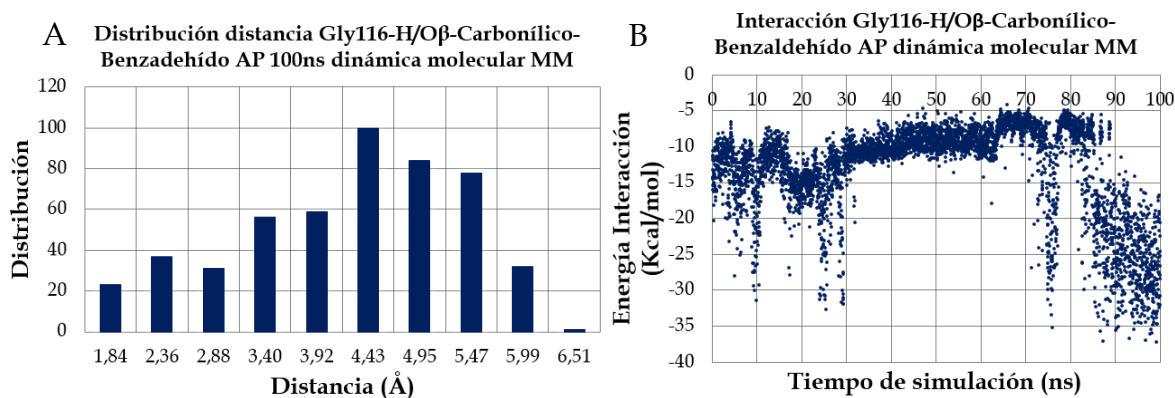 A
Distribución distancia Gly116-H/Oβ-Carbonílico-
Benzadehído AP 100ns dinámica molecular MM
Distribución
120
100
80
60
40
20
0
1,84 2,36 2,88 3,40 3,92 4,43 4,95 5,47 5,99 6,51
Distancia (Å)
B
Interacción Gly116-H/Oβ-Carbonílico-
Benzaldehído AP dinámica molecular MM
Energía Interacción
(Kcal/mol)
0
-5
-10
-15
-20
-25
-30
-35
-40
0 10 20 30 40 50 60 70 80 90 100
Tiempo de simulación (ns)